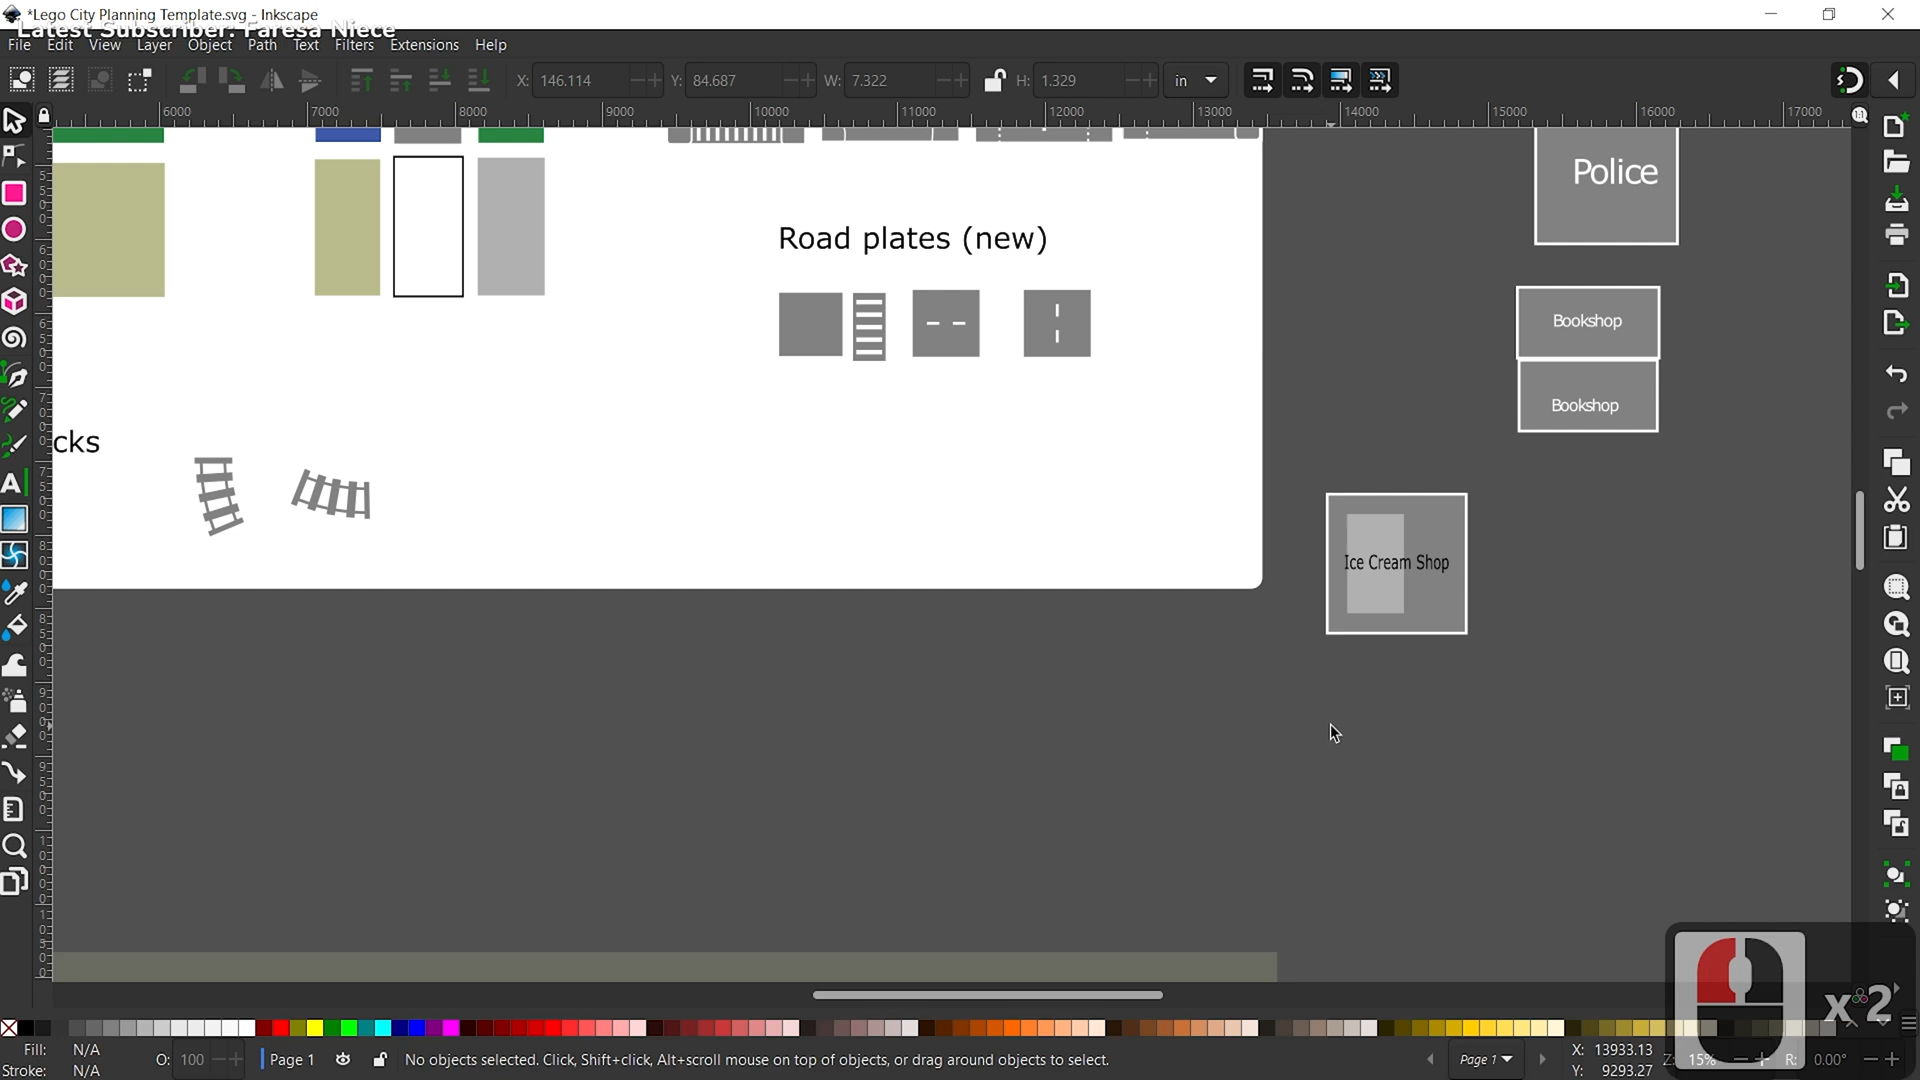 *Lego City Planning Template.svg - Inkscape
Latest Subscriber: Faresa Niece
File Edit View Layer Object Path Text Filters Extensions Help
X: 146.114 Y: 84.687 W: 7.322 H: 1.329 in
6000 7000 8000 9000 10000 11000 12000 13000 14000 15000 16000 17000
Police
Road plates (new)
Bookshop
Bookshop
cks
Ice Cream Shop
x2
Fill: N/A O: 100 Page 1 No objects selected. Click, Shift+click, Alt+scroll mouse on top of objects, or drag around objects to select. Page 1 X: 13933.13 Z: 15% R: 0.00°
Stroke: N/A Y: 9293.27